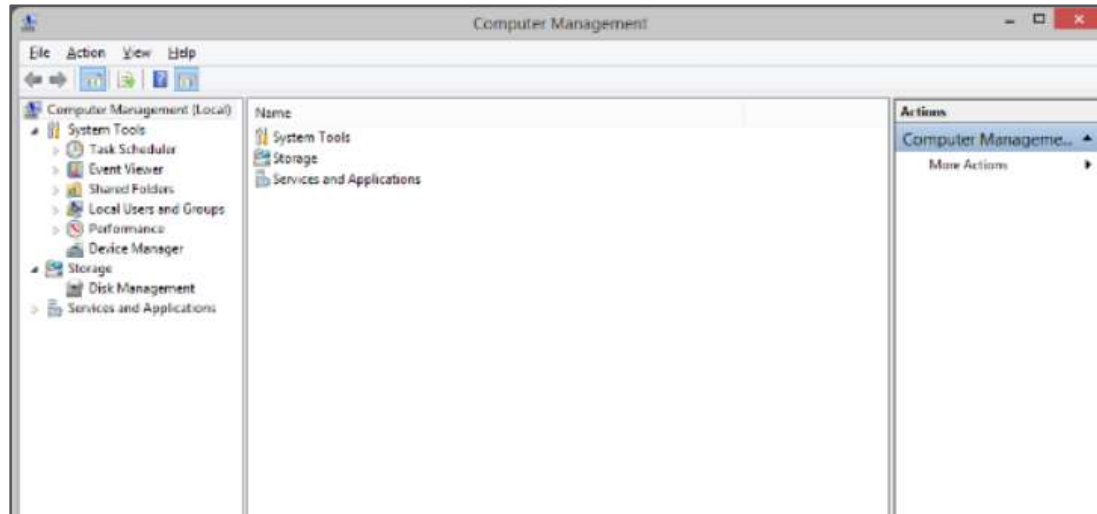 Computer Management
File Action View Help
Computer Management (Local)
System Tools
Task Scheduler
Event Viewer
Shared Folders
Local Users and Groups
Performance
Device Manager
Storage
Disk Management
Services and Applications
Name
System Tools
Storage
Services and Applications
Actions
Computer Manageme...
More Actions